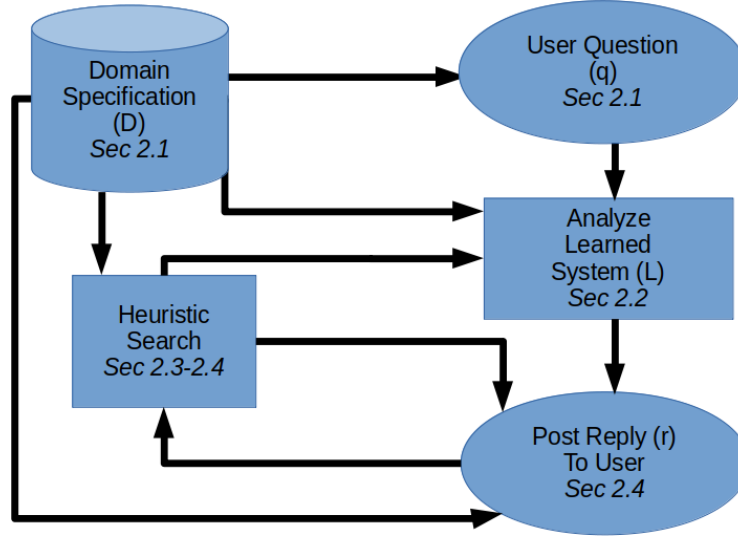 Domain
Specification
(D)
Sec 2.1
User Question
(q)
Sec 2.1
Analyze
Learned
System (L)
Sec 2.2
Heuristic
Search
Sec 2.3-2.4
Post Reply (r)
To User
Sec 2.4